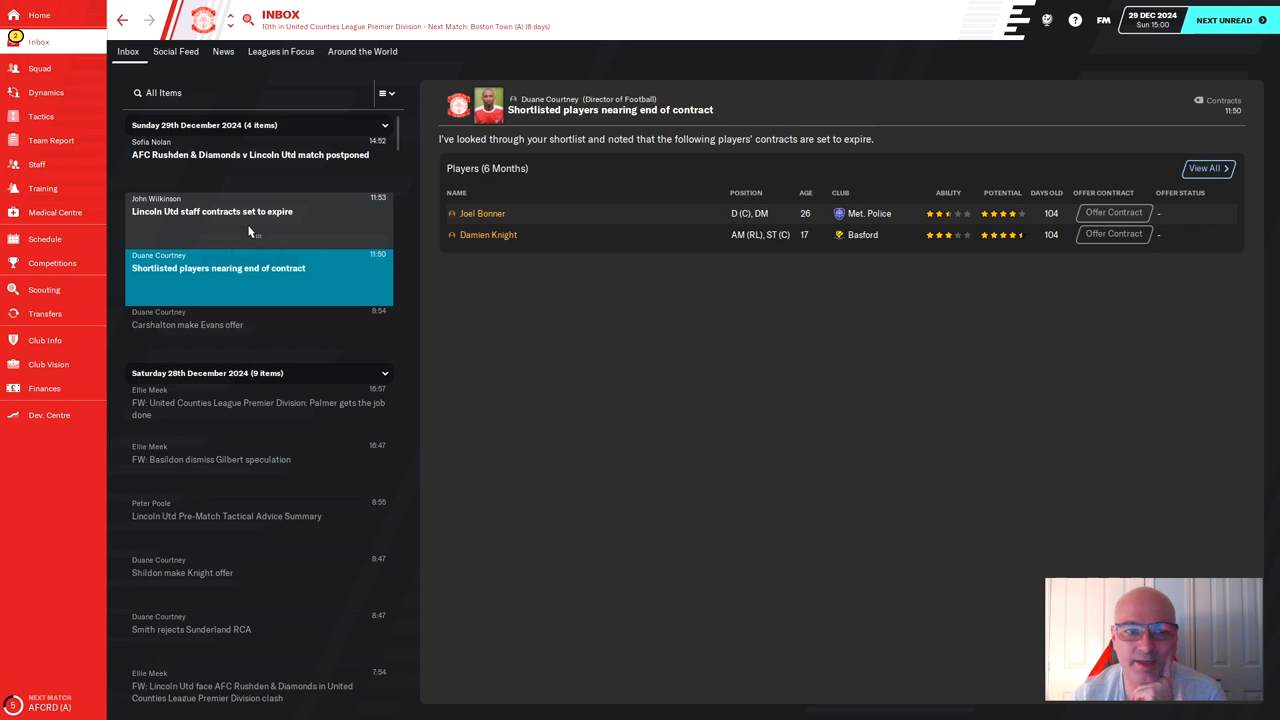 Home
INBOX
10th in United Counties League Premier Division - Next Match: Boston Town (A) (6 days)
FM
29 DEC 2024
Sun 15:00
NEXT UNREAD
2
Inbox
Squad
Dynamics
Tactics
Team Report
Staff
Training
Medical Centre
Schedule
Competitions
Scouting
Transfers
Club Info
Club Vision
Finances
Dev. Centre
5
NEXT MATCH
AFCRD (A)
Inbox
Social Feed
News
Leagues in Focus
Around the World
All Items
Sunday 29th December 2024 (4 items)
Sofia Nolan 14:52
AFC Rushden & Diamonds v Lincoln Utd match postponed
John Wilkinson 11:53
Lincoln Utd staff contracts set to expire
Duane Courtney 11:50
Shortlisted players nearing end of contract
Duane Courtney 8:54
Carshalton make Evans offer
Saturday 28th December 2024 (9 items)
Ellie Meek 16:57
FW: United Counties League Premier Division: Palmer gets the job
done
Ellie Meek 16:47
FW: Basildon dismiss Gilbert speculation
Peter Poole 8:55
Lincoln Utd Pre-Match Tactical Advice Summary
Duane Courtney 8:47
Shildon make Knight offer
Duane Courtney 8:47
Smith rejects Sunderland RCA
Ellie Meek 7:54
FW: Lincoln Utd face AFC Rushden & Diamonds in United
Counties League Premier Division clash
Duane Courtney (Director of Football)
Shortlisted players nearing end of contract
Contracts
11:50
I've looked through your shortlist and noted that the following players' contracts are set to expire.
Players (6 Months)
View All
NAME POSITION AGE CLUB ABILITY POTENTIAL DAYS OLD OFFER CONTRACT OFFER STATUS
Joel Bonner D (C), DM 26 Met. Police 104 Offer Contract -
Damien Knight AM (RL), ST (C) 17 Basford 104 Offer Contract -